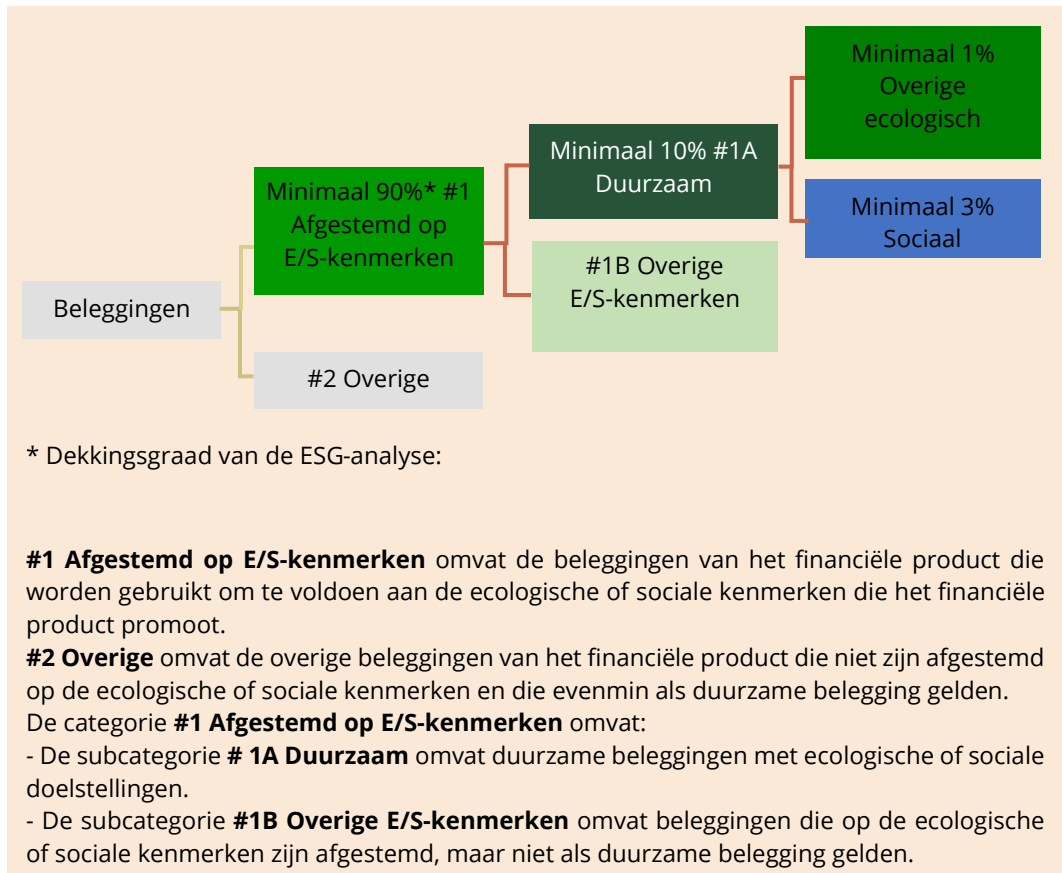 Minimaal 1%
Overige
ecologisch
Minimaal 10% #1A
Duurzaam
Minimaal 90%* #1
Afgestemd op
E/S-kenmerken
Minimaal 3%
Sociaal
#1B Overige
E/S-kenmerken
Beleggingen
#2 Overige
* Dekkingsgraad van de ESG-analyse:
#1 Afgestemd op E/S-kenmerken omvat de beleggingen van het financiële product die
worden gebruikt om te voldoen aan de ecologische of sociale kenmerken die het financiële
product promoot.
#2 Overige omvat de overige beleggingen van het financiële product die niet zijn afgestemd
op de ecologische of sociale kenmerken en die evenmin als duurzame belegging gelden.
De categorie #1 Afgestemd op E/S-kenmerken omvat:
- De subcategorie # 1A Duurzaam omvat duurzame beleggingen met ecologische of sociale
doelstellingen.
- De subcategorie #1B Overige E/S-kenmerken omvat beleggingen die op de ecologische
of sociale kenmerken zijn afgestemd, maar niet als duurzame belegging gelden.